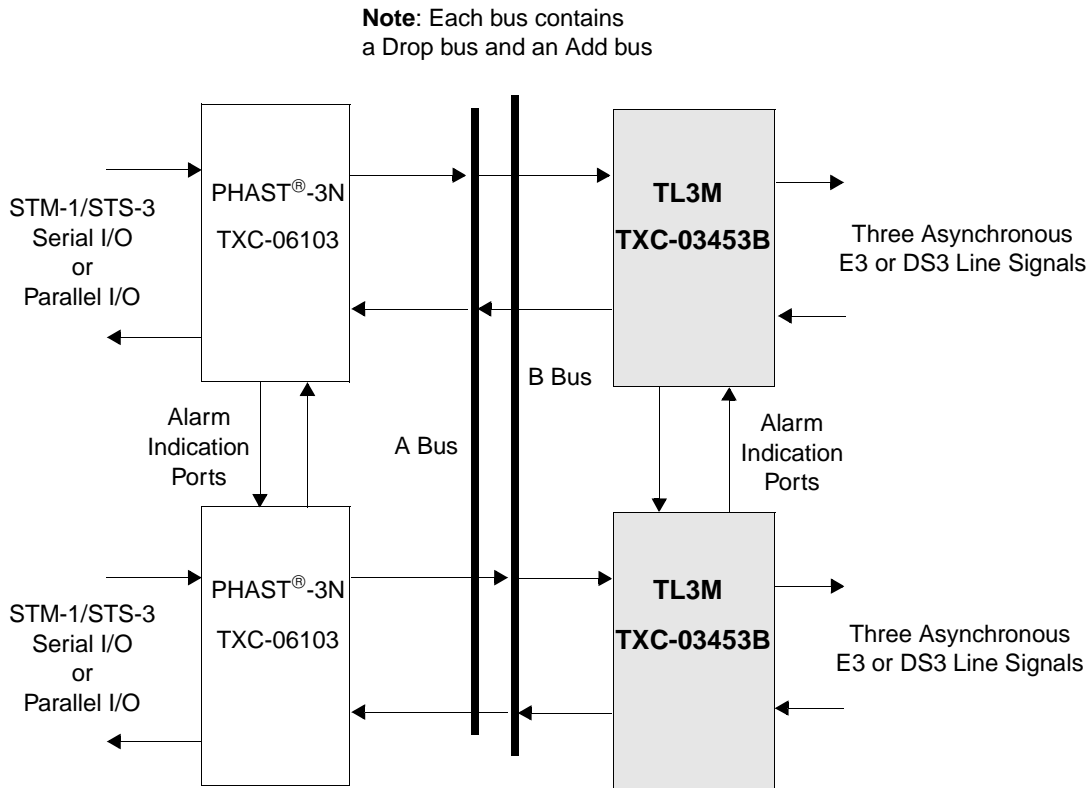 Note: Each bus contains
a Drop bus and an Add bus
STM-1/STS-3
Serial I/O
or
Parallel I/O
PHAST®-3N
TXC-06103
TL3M
TXC-03453B
Three Asynchronous
E3 or DS3 Line Signals
Alarm
Indication
Ports
A Bus
B Bus
Alarm
Indication
Ports
STM-1/STS-3
Serial I/O
or
Parallel I/O
PHAST®-3N
TXC-06103
TL3M
TXC-03453B
Three Asynchronous
E3 or DS3 Line Signals